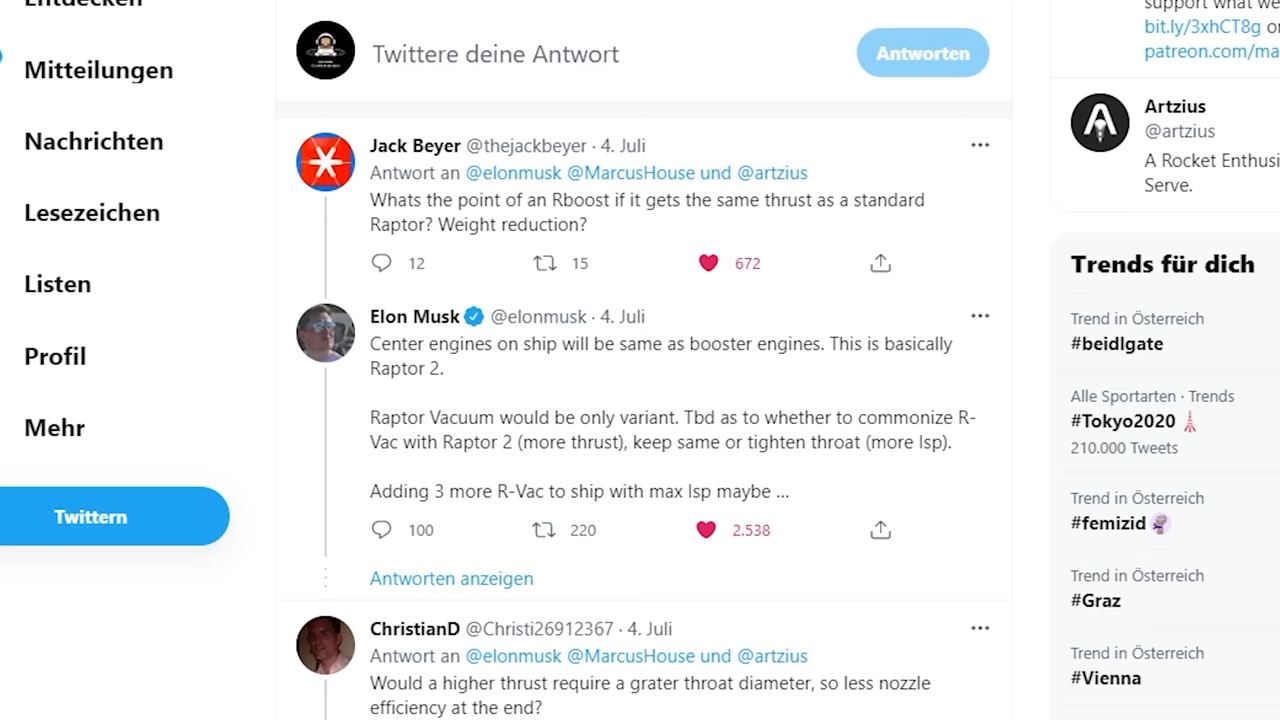 Entdecken
Mitteilungen
Nachrichten
Lesezeichen
Listen
Profil
Mehr
Twittern
Twittere deine Antwort
Antworten
Jack Beyer @thejackbeyer · 4. Juli
Antwort an @elonmusk @MarcusHouse und @artzius
Whats the point of an Rboost if it gets the same thrust as a standard
Raptor? Weight reduction?
12 15 672
Elon Musk @elonmusk · 4. Juli
Center engines on ship will be same as booster engines. This is basically
Raptor 2.
Raptor Vacuum would be only variant. Tbd as to whether to commonize R-
Vac with Raptor 2 (more thrust), keep same or tighten throat (more Isp).
Adding 3 more R-Vac to ship with max Isp maybe ...
100 220 2.538
Antworten anzeigen
ChristianD @Christi26912367 · 4. Juli
Antwort an @elonmusk @MarcusHouse und @artzius
Would a higher thrust require a grater throat diameter, so less nozzle
efficiency at the end?
support what we
bit.ly/3xhCT8g or
patreon.com/ma
Artzius
@artzius
A Rocket Enthusi
Serve.
Trends für dich
Trend in Österreich
#beidlgate
Alle Sportarten · Trends
#Tokyo2020
210.000 Tweets
Trend in Österreich
#femizid
Trend in Österreich
#Graz
Trend in Österreich
#Vienna